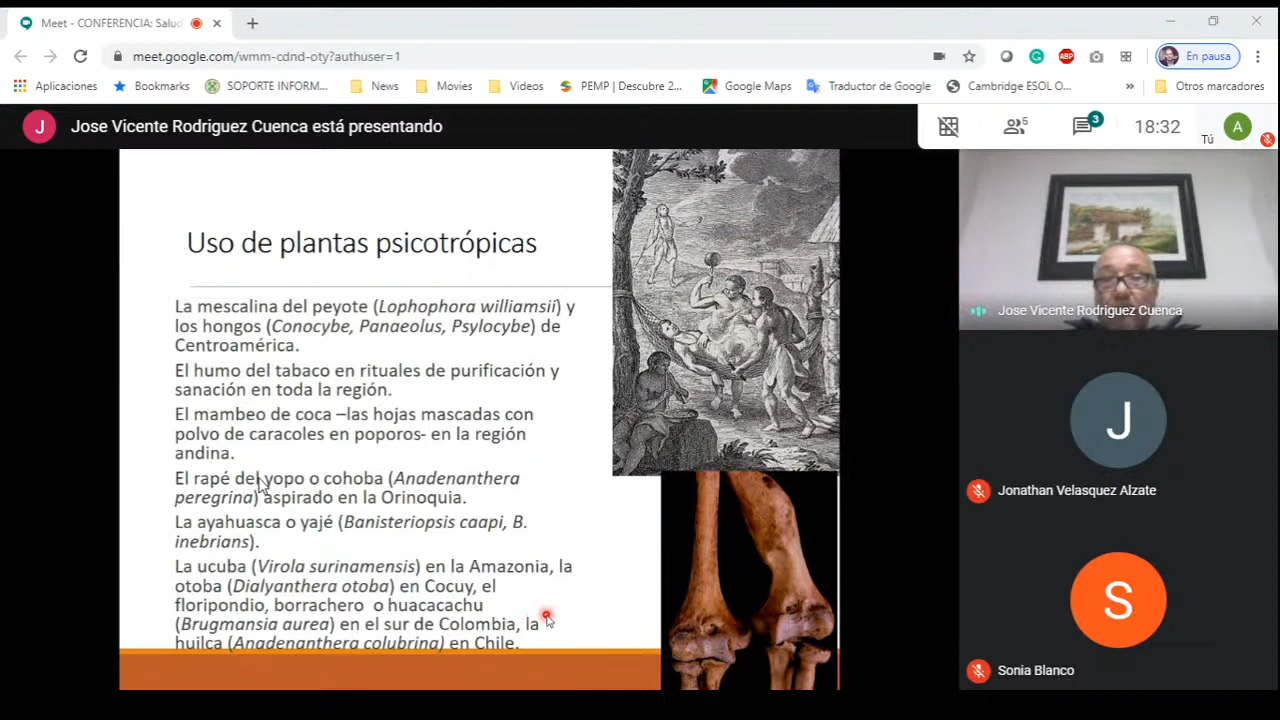 Meet - CONFERENCIA: Salud
meet.google.com/wmm-cdnd-oty?authuser=1
En pausa
Aplicaciones
Bookmarks
SOPORTE INFORM...
News
Movies
Videos
PEMP | Descubre 2...
Google Maps
Traductor de Google
Cambridge ESOL O...
»
Otros marcadores
J
Jose Vicente Rodriguez Cuenca está presentando
5
3
18:32
Tú
A
Uso de plantas psicotrópicas
La mescalina del peyote (Lophophora williamsii) y
los hongos (Conocybe, Panaeolus, Psylocybe) de
Centroamérica.
El humo del tabaco en rituales de purificación y
sanación en toda la región.
El mambeo de coca –las hojas mascadas con
polvo de caracoles en poporos- en la región
andina.
El rapé del yopo o cohoba (Anadenanthera
peregrina) aspirado en la Orinoquia.
La ayahuasca o yajé (Banisteriopsis caapi, B.
inebrians).
La ucuba (Virola surinamensis) en la Amazonia, la
otoba (Dialyanthera otoba) en Cocuy, el
floripondio, borrachero o huacacachu
(Brugmansia aurea) en el sur de Colombia, la
huilca (Anadenanthera colubrina) en Chile.
Jose Vicente Rodriguez Cuenca
J
Jonathan Velasquez Alzate
S
Sonia Blanco
ABP